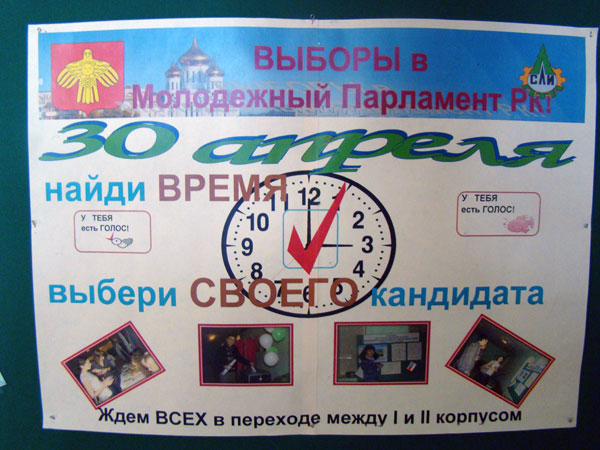 ВЫБОРЫ в
Молодежный Парламент РК!
СЛИ
30 апреля
найди ВРЕМЯ
У ТЕБЯ
есть ГОЛОС!
У ТЕБЯ
есть ГОЛОС!
12
1
2
3
4
5
6
7
8
9
10
11
выбери СВОЕГО кандидата
Ждем ВСЕХ в переходе между I и II корпусом